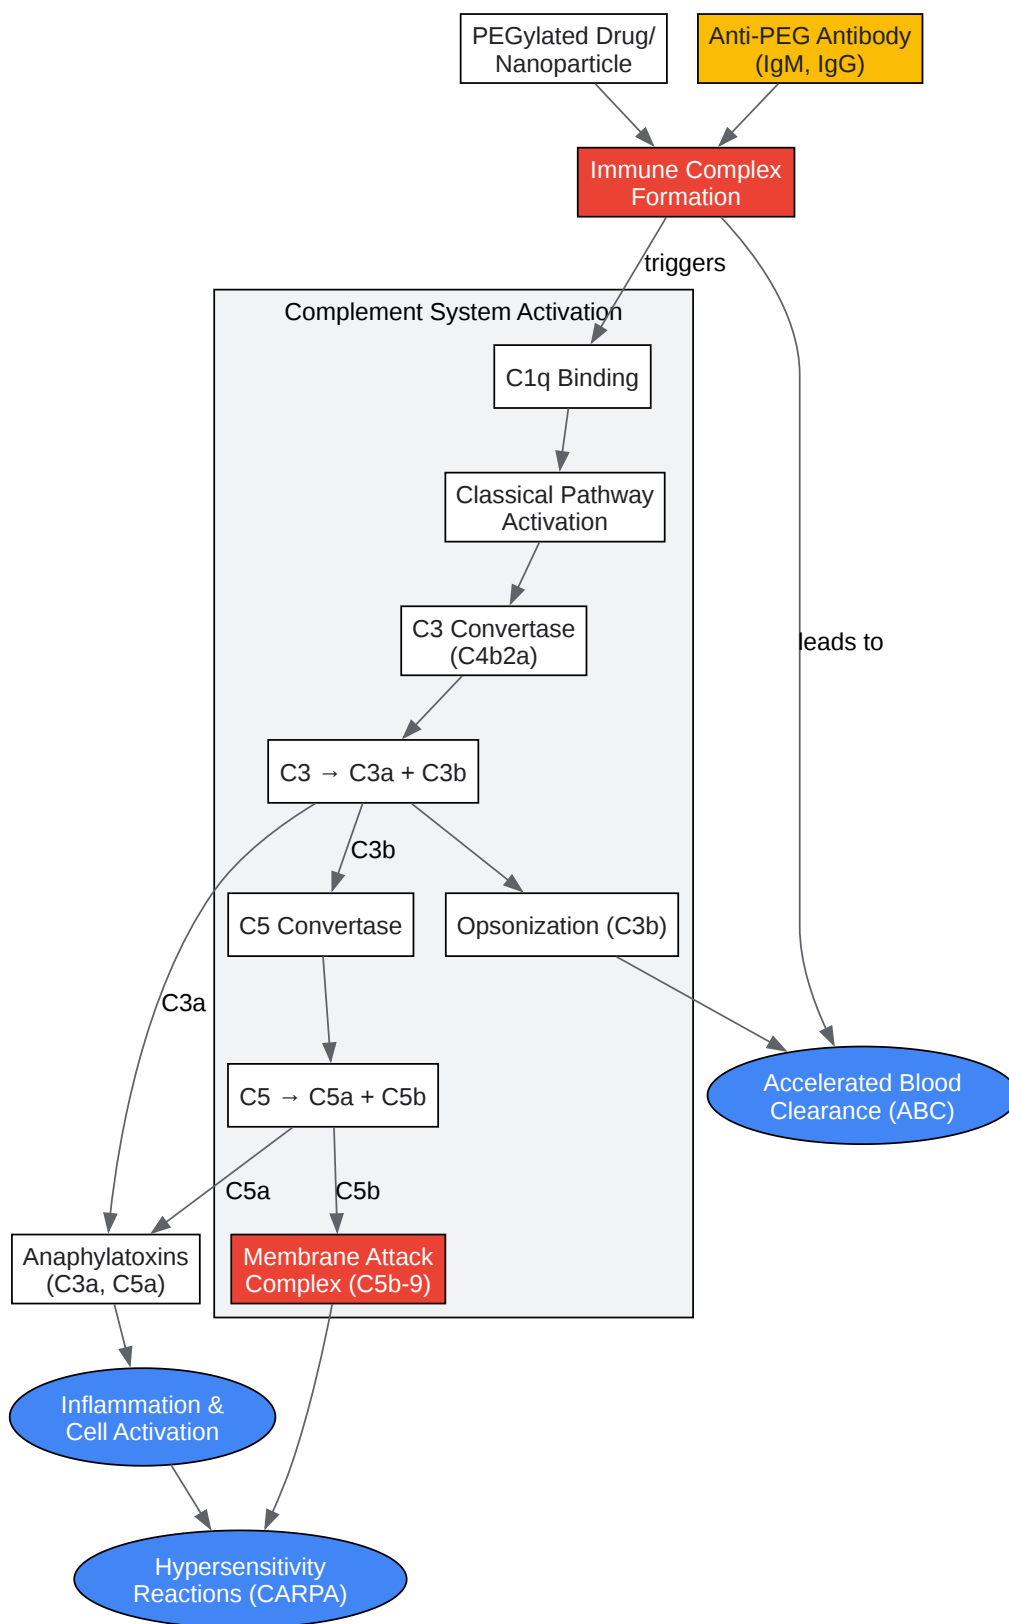 PEGylated Drug/
Nanoparticle
Anti-PEG Antibody
(IgM, IgG)
Immune Complex
Formation
triggers
Complement System Activation
C1q Binding
Classical Pathway
Activation
leads to
C3 Convertase
(C4b2a)
C3 → C3a + C3b
C3b
C5 Convertase
Opsonization (C3b)
C3a
C5 → C5a + C5b
Accelerated Blood
Clearance (ABC)
C5a
C5b
Anaphylatoxins
(C3a, C5a)
Membrane Attack
Complex (C5b-9)
Inflammation &
Cell Activation
Hypersensitivity
Reactions (CARPA)